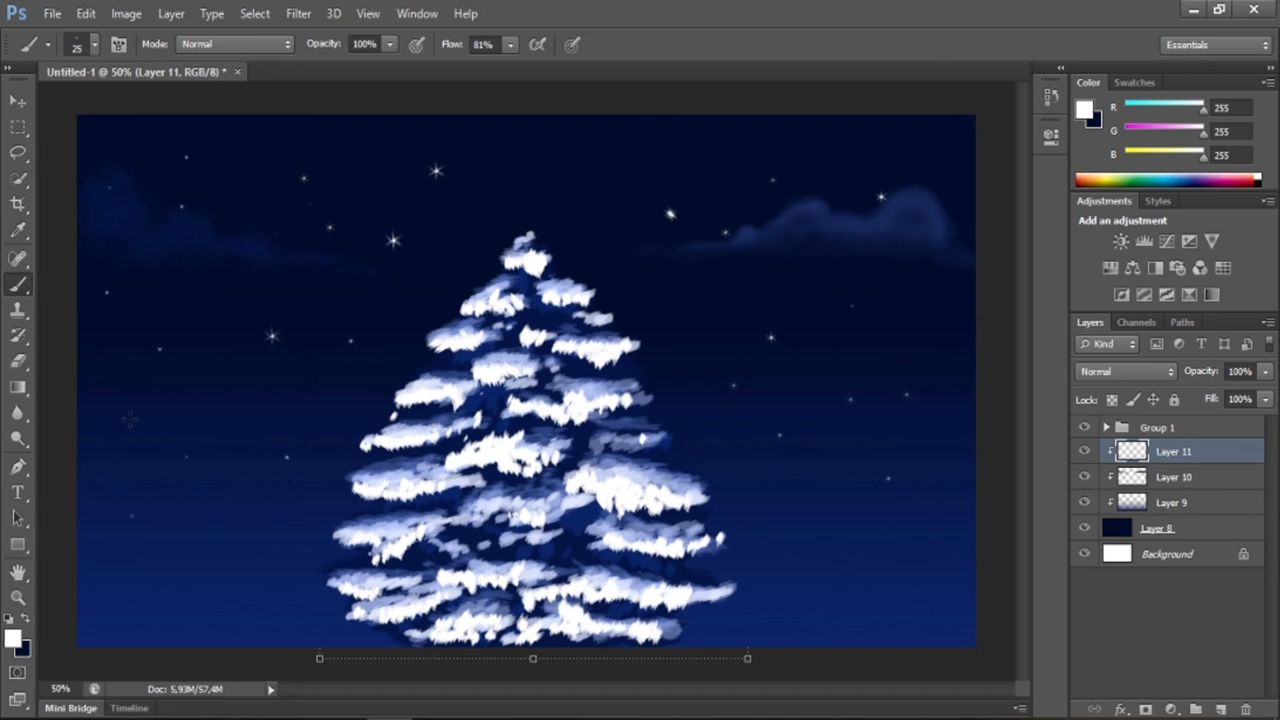 Ps File Edit Image Layer Type Select Filter 3D View Window Help
25 Mode: Normal Opacity: 100% Flow: 81% Essentials
Untitled-1 @ 50% (Layer 11, RGB/8) * ×
Color Swatches
R 255
G 255
B 255
Adjustments Styles
Add an adjustment
Layers Channels Paths
Kind
Normal Opacity: 100%
Locks: Fill: 100%
Group 1
Layer 11
Layer 10
Layer 9
Layer 8
Background
50% Doc: 5,93M/57,4M
Mini Bridge Timeline